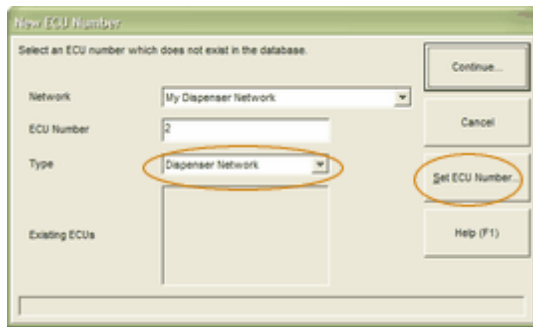 New ECU Number
Select an ECU number which does not exist in the database.
Continue...
Network
My Dispenser Network
ECU Number
2
Cancel
Type
Dispenser Network
Set ECU Number...
Existing ECUs
Help (F1)